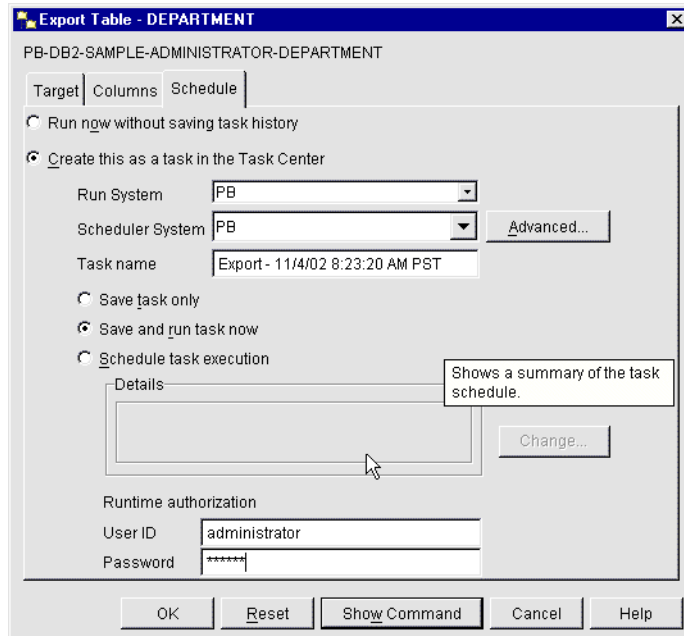 Export Table - DEPARTMENT
PB-DB2-SAMPLE-ADMINISTRATOR-DEPARTMENT
Target Columns Schedule
Run now without saving task history
Create this as a task in the Task Center
Run System PB
Scheduler System PB Advanced...
Task name Export - 11/4/02 8:23:20 AM PST
Save task only
Save and run task now
Schedule task execution
Details
Shows a summary of the task
schedule.
Change...
Runtime authorization
User ID administrator
Password ******
OK Reset Show Command Cancel Help